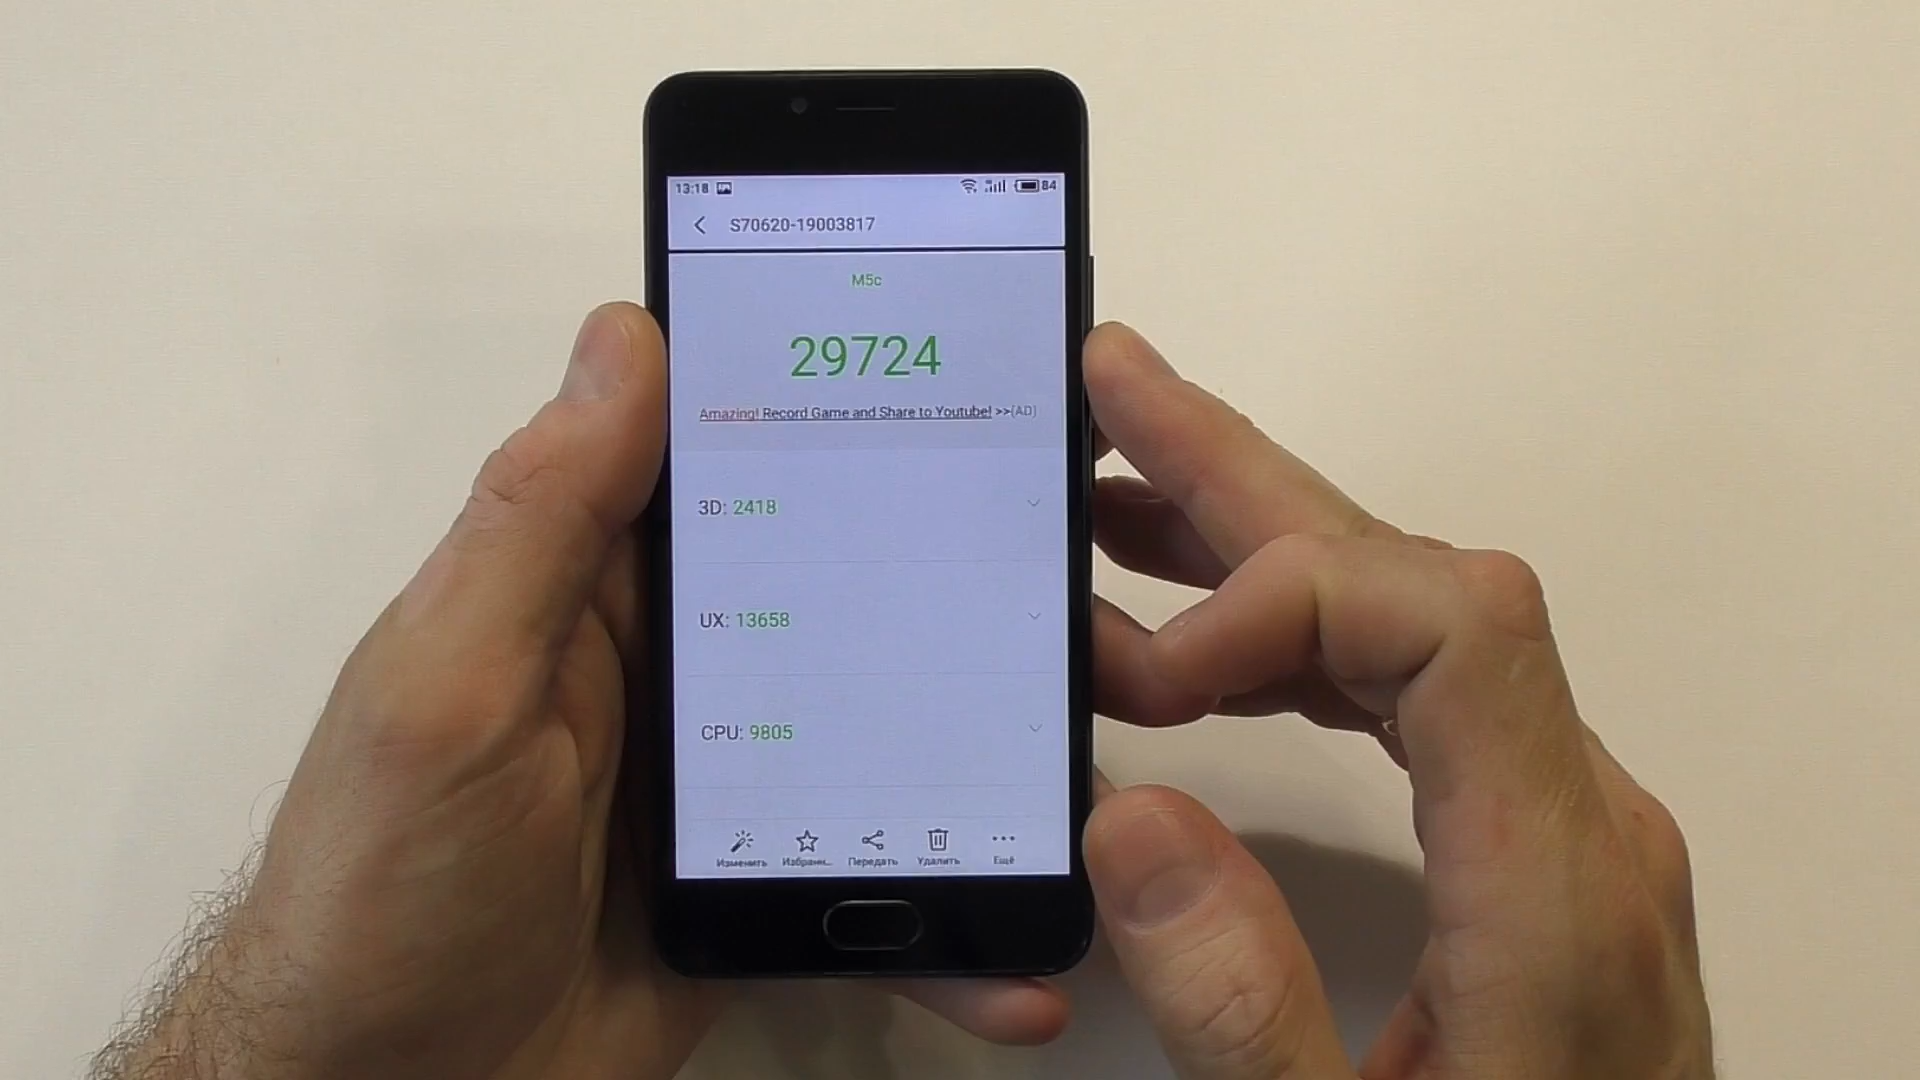 13:18 84
S70620-19003817
M5c
29724
Amazing! Record Game and Share to Youtube! >>(AD)
3D: 2418
UX: 13658
CPU: 9805
Изменить Избранн... Передать Удалить Ещё